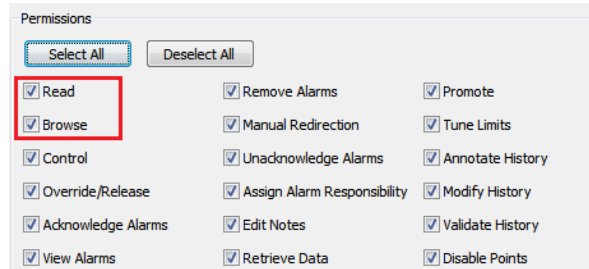 Permissions
Select All Deselect All
Read Remove Alarms Promote
Browse Manual Redirection Tune Limits
Control Unacknowledge Alarms Annotate History
Override/Release Assign Alarm Responsibility Modify History
Acknowledge Alarms Edit Notes Validate History
View Alarms Retrieve Data Disable Points